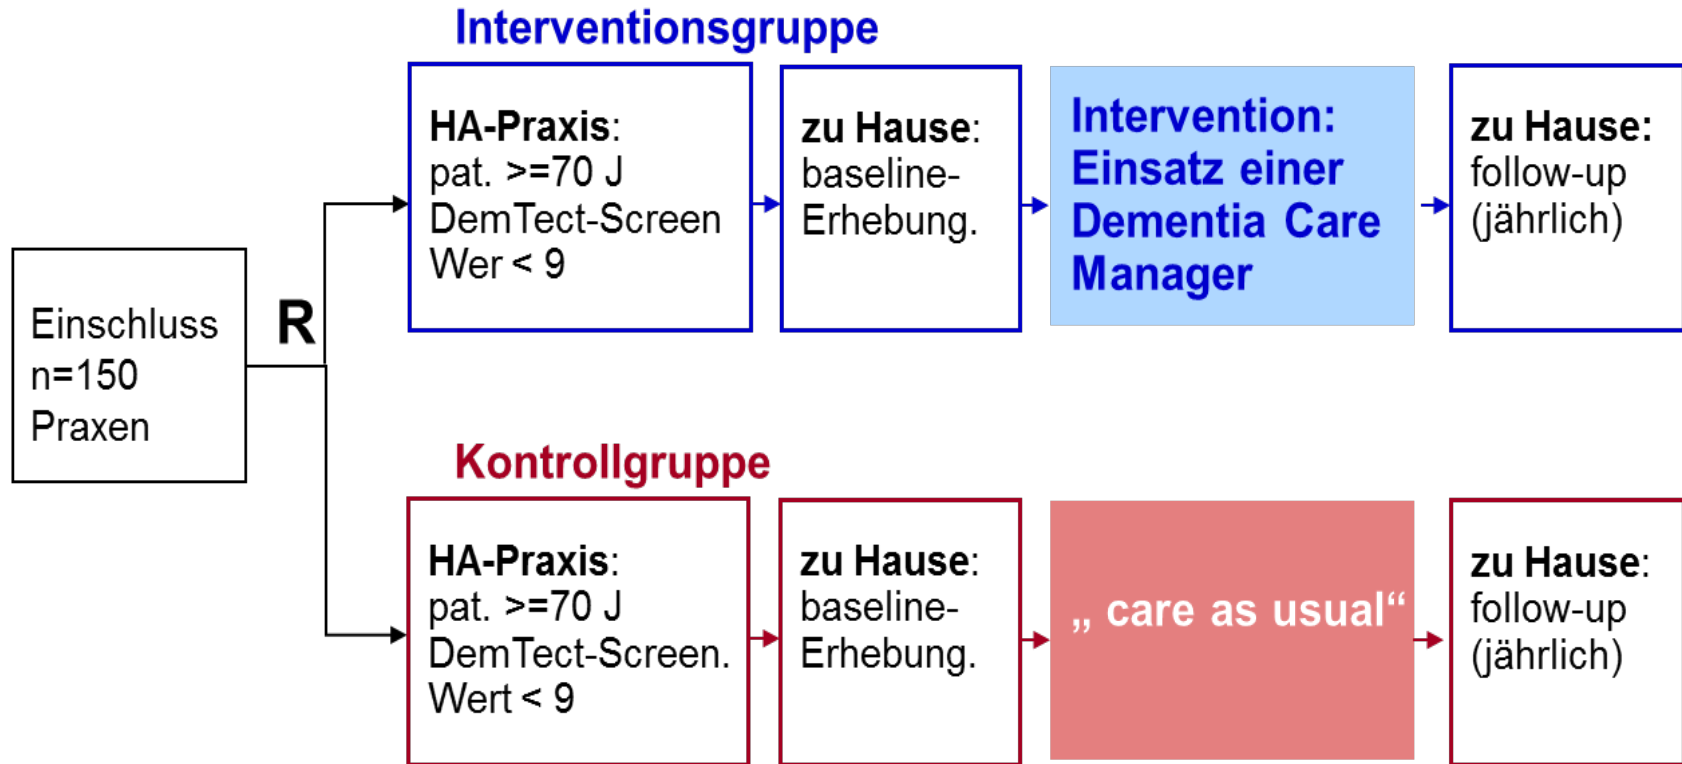 Interventionsgruppe
HA-Praxis:
pat. >=70 J
DemTect-Screen
Wer < 9
zu Hause:
baseline-
Erhebung.
Intervention:
Einsatz einer
Dementia Care
Manager
zu Hause:
follow-up
(jährlich)
Einschluss
n=150
Praxen
R
Kontrollgruppe
HA-Praxis:
pat. >=70 J
DemTect-Screen.
Wert < 9
zu Hause:
baseline-
Erhebung.
„ care as usual“
zu Hause:
follow-up
(jährlich)